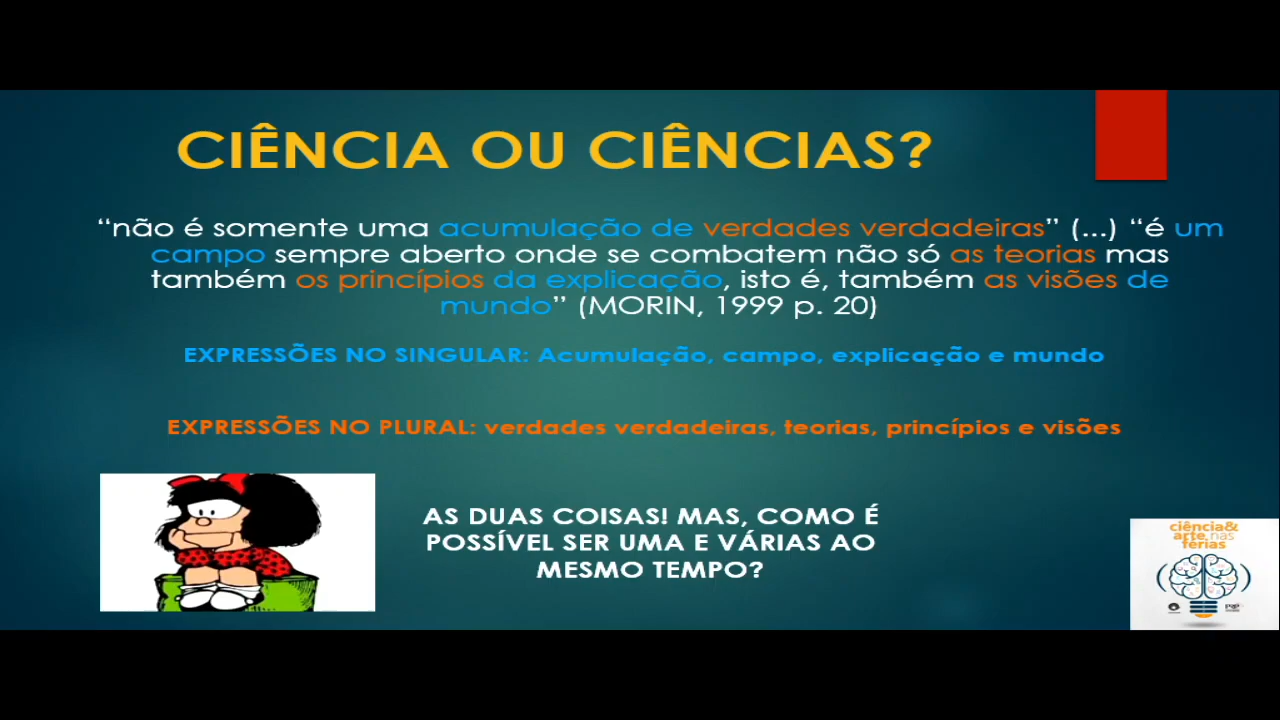 CIÊNCIA OU CIÊNCIAS?
“não é somente uma acumulação de verdades verdadeiras” (...) “é um
campo sempre aberto onde se combatem não só as teorias mas
também os princípios da explicação, isto é, também as visões de
mundo” (MORIN, 1999 p. 20)
EXPRESSÕES NO SINGULAR: Acumulação, campo, explicação e mundo
EXPRESSÕES NO PLURAL: verdades verdadeiras, teorias, princípios e visões
AS DUAS COISAS! MAS, COMO É
POSSÍVEL SER UMA E VÁRIAS AO
MESMO TEMPO?
ciência&
arte nas
férias